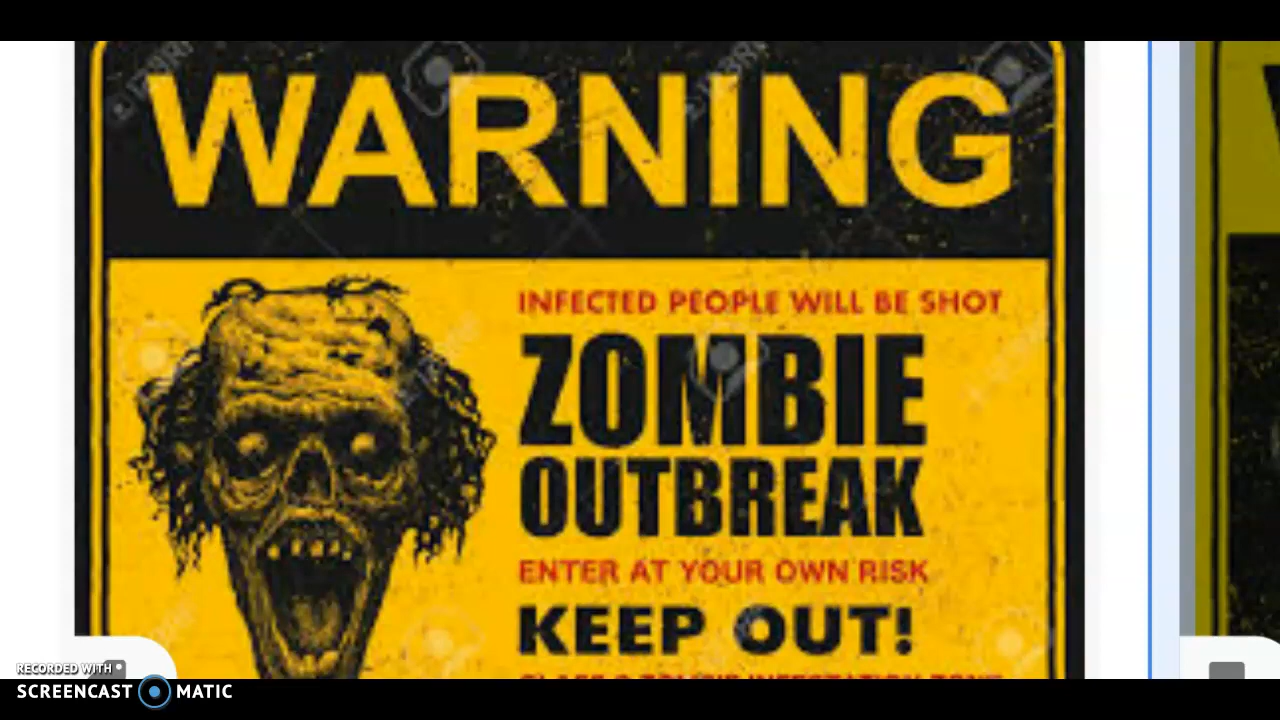 WARNING
INFECTED PEOPLE WILL BE SHOT
ZOMBIE
OUTBREAK
ENTER AT YOUR OWN RISK
KEEP OUT!
RECORDED WITH
SCREENCAST MATIC